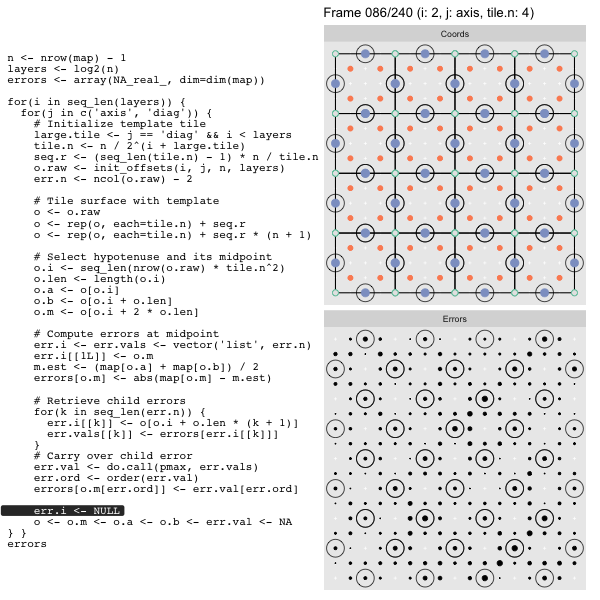 Frame 086/240 (i: 2, j: axis, tile.n: 4)
Coords
n <- nrow(map) - 1
layers <- log2(n)
errors <- array(NA_real_, dim=dim(map))
for(i in seq_len(layers)) {
for(j in c('axis', 'diag')) {
# Initialize template tile
large.tile <- j == 'diag' && i < layers
tile.n <- n / 2^(i + large.tile)
seq.r <- (seq_len(tile.n) - 1) * n / tile.n
o.raw <- init_offsets(i, j, n, layers)
err.n <- ncol(o.raw) - 2
# Tile surface with template
o <- o.raw
o <- rep(o, each=tile.n) + seq.r
o <- rep(o, each=tile.n) + seq.r * (n + 1)
# Select hypotenuse and its midpoint
o.i <- seq_len(nrow(o.raw) * tile.n^2)
o.len <- length(o.i)
o.a <- o[o.i]
o.b <- o[o.i + o.len]
o.m <- o[o.i + 2 * o.len]
# Compute errors at midpoint
err.i <- err.vals <- vector('list', err.n)
err.i[[1L]] <- o.m
m.est <- (map[o.a] + map[o.b]) / 2
errors[o.m] <- abs(map[o.m] - m.est)
# Retrieve child errors
for(k in seq_len(err.n)) {
err.i[[k]] <- o[o.i + o.len * (k + 1)]
err.vals[[k]] <- errors[err.i[[k]]]
}
# Carry over child error
err.val <- do.call(pmax, err.vals)
err.ord <- order(err.val)
errors[o.m[err.ord]] <- err.val[err.ord]
err.i <- NULL
o <- o.m <- o.a <- o.b <- err.val <- NA
} }
errors
Errors